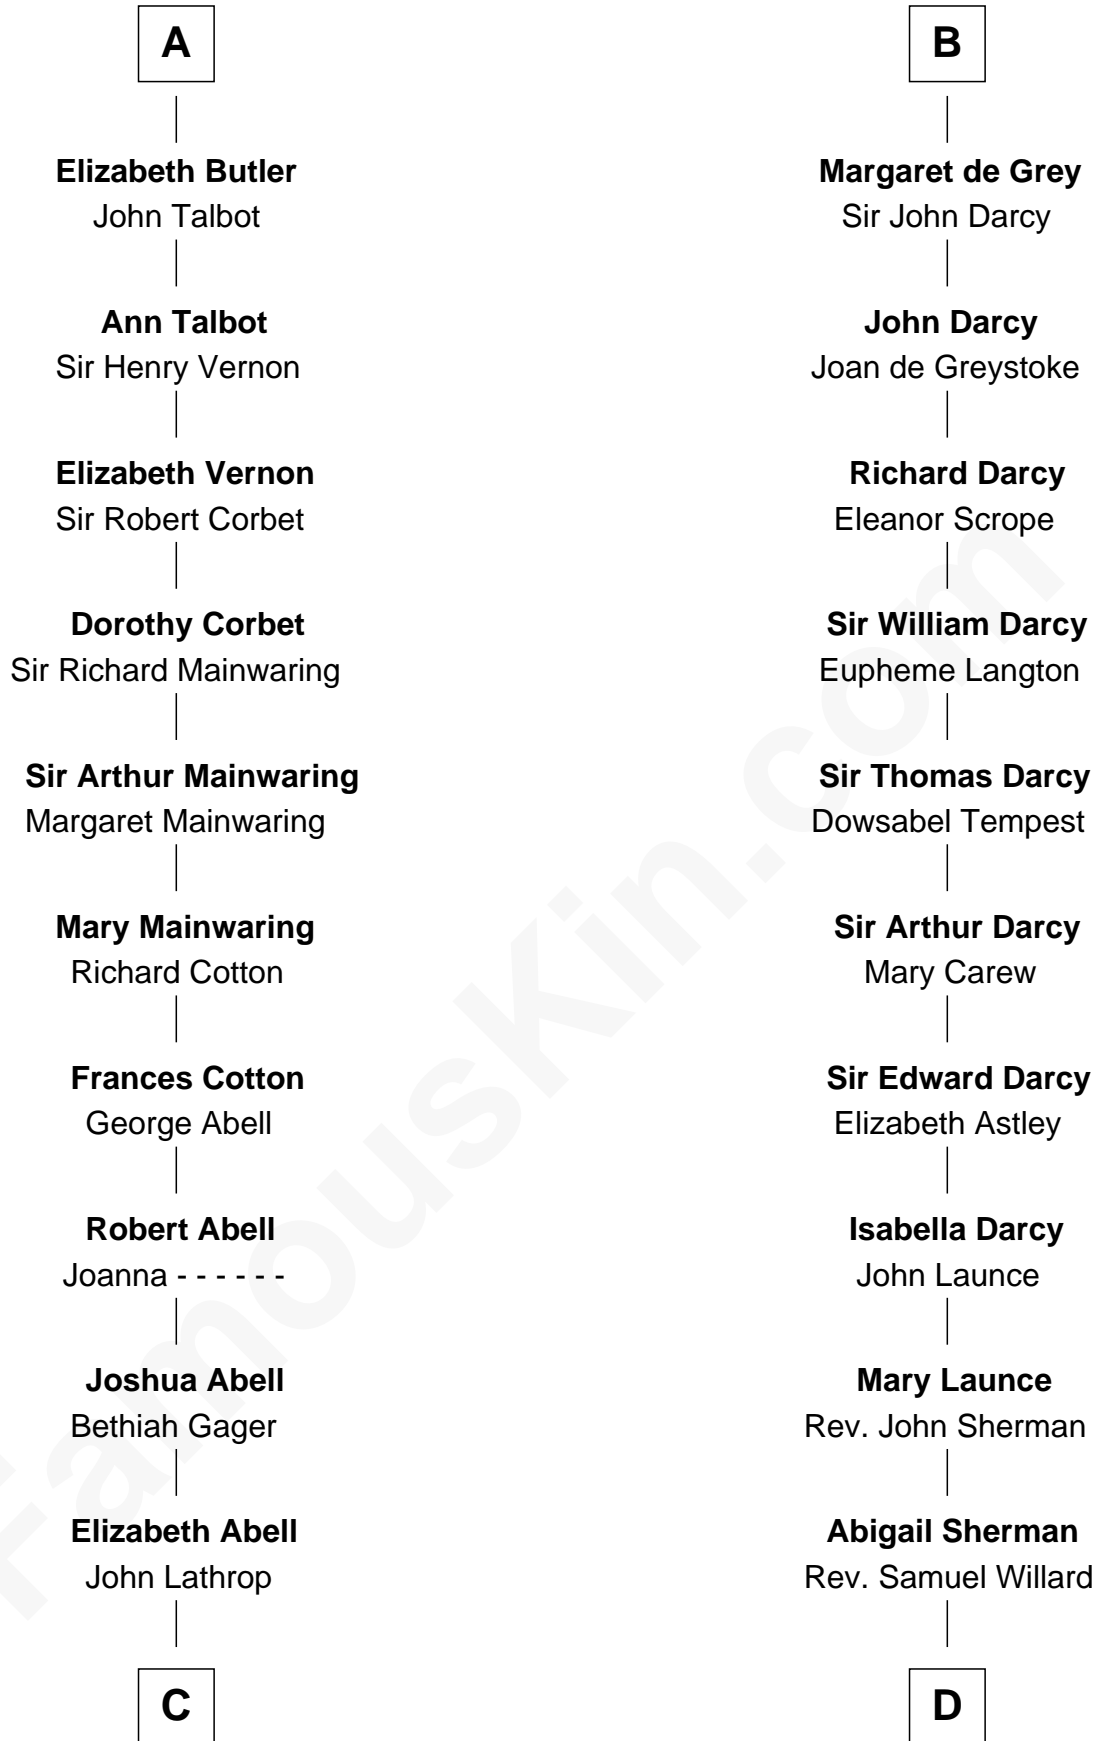 A
Elizabeth Butler
John Talbot
Ann Talbot
Sir Henry Vernon
Elizabeth Vernon
Sir Robert Corbet
Dorothy Corbet
Sir Richard Mainwaring
Sir Arthur Mainwaring
Margaret Mainwaring
Mary Mainwaring
Richard Cotton
Frances Cotton
George Abell
Robert Abell
Joanna - - - - - -
Joshua Abell
Bethiah Gager
Elizabeth Abell
John Lathrop
C
B
Margaret de Grey
Sir John Darcy
John Darcy
Joan de Greystoke
Richard Darcy
Eleanor Scrope
Sir William Darcy
Eupheme Langton
Sir Thomas Darcy
Dowsabel Tempest
Sir Arthur Darcy
Mary Carew
Sir Edward Darcy
Elizabeth Astley
Isabella Darcy
John Launce
Mary Launce
Rev. John Sherman
Abigail Sherman
Rev. Samuel Willard
D
FamousKin.com